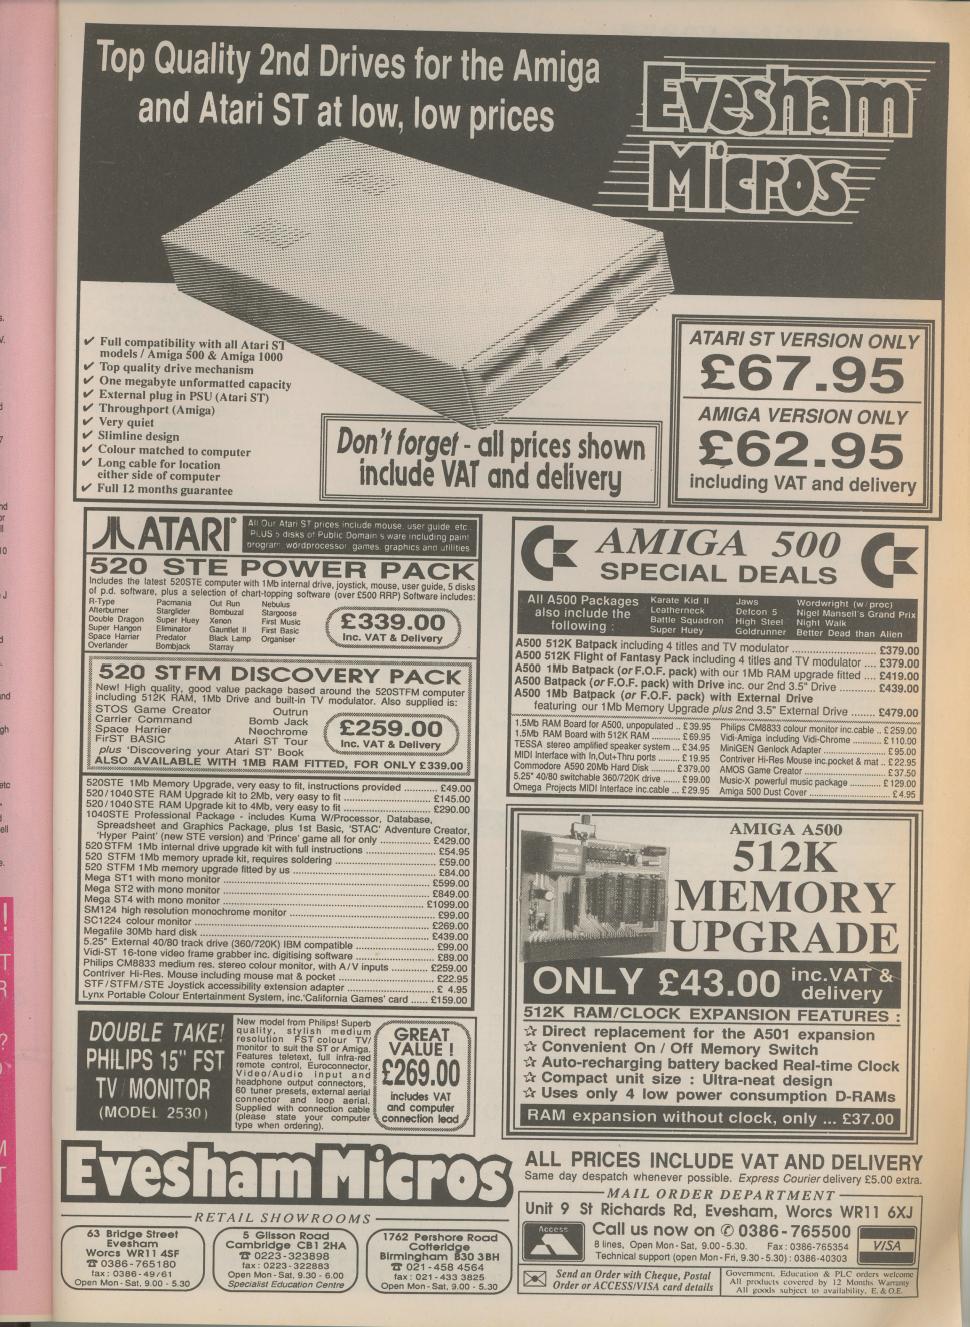 Top Quality 2nd Drives for the Amiga
and Atari ST at low, low prices
Evesham
Micros
✔ Full compatibility with all Atari ST
models / Amiga 500 & Amiga 1000
✔ Top quality drive mechanism
✔ One megabyte unformatted capacity
✔ External plug in PSU (Atari ST)
✔ Throughport (Amiga)
✔ Very quiet
✔ Slimline design
✔ Colour matched to computer
✔ Long cable for location
either side of computer
✔ Full 12 months guarantee
Don't forget - all prices shown
include VAT and delivery
ATARI ST VERSION ONLY
£67.95
AMIGA VERSION ONLY
£62.95
including VAT and delivery
ATARI®
All Our Atari ST prices include mouse, user guide etc.,
PLUS 5 disks of Public Domain s/ware including paint
program, wordprocessor, games, graphics and utilities
520 STE POWER PACK
Includes the latest 520STE computer with 1Mb internal drive, joystick, mouse, user guide, 5 disks
of p.d. software, plus a selection of chart-topping software (over £500 RRP) Software includes:
R-Type Pacmania Out Run Nebulus
Afterburner Starglider Bombuzal Stargoose
Double Dragon Super Huey Xenon First Music
Super Hangon Eliminator Gauntlet II First Basic
Space Harrier Predator Black Lamp Organiser
Overlander Bombjack Starray
£339.00
Inc. VAT & Delivery
520 STFM DISCOVERY PACK
New! High quality, good value package based around the 520STFM computer
including 512K RAM, 1Mb Drive and built-in TV modulator. Also supplied is:
STOS Game Creator Outrun
Carrier Command Bomb Jack
Space Harrier Neochrome
FirST BASIC Atari ST Tour
plus 'Discovering your Atari ST' Book
£259.00
Inc. VAT & Delivery
ALSO AVAILABLE WITH 1MB RAM FITTED, FOR ONLY £339.00
520STE 1Mb Memory Upgrade, very easy to fit, instructions provided .......... £49.00
520/1040 STE RAM Upgrade kit to 2Mb, very easy to fit .......... £145.00
520/1040 STE RAM Upgrade kit to 4Mb, very easy to fit .......... £290.00
1040STE Professional Package - includes Kuma W/Processor, Database,
Spreadsheet and Graphics Package, plus 1st Basic, 'STAC' Adventure Creator,
'Hyper Paint' (new STE version) and 'Prince' game all for only .......... £429.00
520 STFM 1Mb internal drive upgrade kit with full instructions .......... £54.95
520 STFM 1Mb memory uprade kit, requires soldering .......... £59.00
520 STFM 1Mb memory upgrade fitted by us .......... £84.00
Mega ST1 with mono monitor .......... £599.00
Mega ST2 with mono monitor .......... £849.00
Mega ST4 with mono monitor .......... £1099.00
SM124 high resolution monochrome monitor .......... £99.00
SC1224 colour monitor .......... £269.00
Megafile 30Mb hard disk .......... £439.00
5.25" External 40/80 track drive (360/720K) IBM compatible .......... £99.00
Vidi-ST 16-tone video frame grabber inc. digitising software .......... £89.00
Philips CM8833 medium res. stereo colour monitor, with A/V inputs .......... £259.00
Contriver Hi-Res. Mouse including mouse mat & pocket .......... £22.95
STF/STFM/STE Joystick accessibility extension adapter .......... £ 4.95
Lynx Portable Colour Entertainment System, inc.'California Games' card ...... £159.00
AMIGA 500
SPECIAL DEALS
All A500 Packages
also include the
following :
Karate Kid II Jaws Wordwright (w/proc)
Leatherneck Defcon 5 Nigel Mansell's Grand Prix
Battle Squadron High Steel Night Walk
Super Huey Goldrunner Better Dead than Alien
A500 512K Batpack including 4 titles and TV modulator .......... £379.00
A500 512K Flight of Fantasy Pack including 4 titles and TV modulator .... £379.00
A500 1Mb Batpack (or F.O.F. pack) with our 1Mb RAM upgrade fitted .... £419.00
A500 Batpack (or F.O.F. pack) with Drive inc. our 2nd 3.5" Drive ....... £439.00
A500 1Mb Batpack (or F.O.F. pack) with External Drive
featuring our 1Mb Memory Upgrade plus 2nd 3.5" External Drive ....... £479.00
1.5Mb RAM Board for A500, unpopulated .. £39.95
1.5Mb RAM Board with 512K RAM .......... £69.95
TESSA stereo amplified speaker system ... £34.95
MIDI Interface with In,Out+Thru ports ....... £19.95
Commodore A590 20Mb Hard Disk .......... £379.00
5.25" 40/80 switchable 360/720K drive ..... £99.00
Omega Projects MIDI Interface inc.cable ... £29.95
Philips CM8833 colour monitor inc.cable .. £259.00
Vidi-Amiga including Vidi-Chrome .......... £110.00
MiniGEN Genlock Adapter .......... £95.00
Contriver Hi-Res Mouse inc.pocket & mat .. £22.95
AMOS Game Creator .......... £37.50
Music-X powerful music package .......... £129.00
Amiga 500 Dust Cover .......... £4.95
AMIGA A500
512K
MEMORY
UPGRADE
ONLY £43.00 inc.VAT &
delivery
512K RAM/CLOCK EXPANSION FEATURES :
☆ Direct replacement for the A501 expansion
☆ Convenient On / Off Memory Switch
☆ Auto-recharging battery backed Real-time Clock
☆ Compact unit size : Ultra-neat design
☆ Uses only 4 low power consumption D-RAMs
RAM expansion without clock, only ... £37.00
DOUBLE TAKE!
PHILIPS 15" FST
TV / MONITOR
(MODEL 2530)
New model from Philips! Superb
quality, stylish medium
resolution FST colour TV/
monitor to suit the ST or Amiga.
Features teletext, full infra-red
remote control, Euroconnector,
Video/Audio input and
headphone output connectors,
60 tuner presets, external aerial
connector and loop aerial.
Supplied with connection cable
(please state your computer
type when ordering).
GREAT
VALUE !
£269.00
includes VAT
and computer
connection lead
Evesham Micros
RETAIL SHOWROOMS
63 Bridge Street
Evesham
Worcs WR11 4SF
☎ 0386-765180
fax : 0386-49761
Open Mon-Sat, 9.00 - 5.30
5 Glisson Road
Cambridge CB1 2HA
☎ 0223-323898
fax : 0223-322883
Open Mon-Sat, 9.30 - 6.00
Specialist Education Centre
1762 Pershore Road
Cotteridge
Birmingham B30 3BH
☎ 021-458 4564
fax : 021-433 3825
Open Mon-Sat, 9.00 - 5.30
ALL PRICES INCLUDE VAT AND DELIVERY
Same day despatch whenever possible. Express Courier delivery £5.00 extra.
MAIL ORDER DEPARTMENT
Unit 9 St Richards Rd, Evesham, Worcs WR11 6XJ
Access
Call us now on ✆ 0386-765500
8 lines, Open Mon-Sat, 9.00-5.30. Fax : 0386-765354
Technical support (open Mon-Fri, 9.30-5.30) : 0386-40303
VISA
Send an Order with Cheque, Postal
Order or ACCESS/VISA card details
Government, Education & PLC orders welcome
All products covered by 12 Months Warranty
All goods subject to availability, E.&O.E.